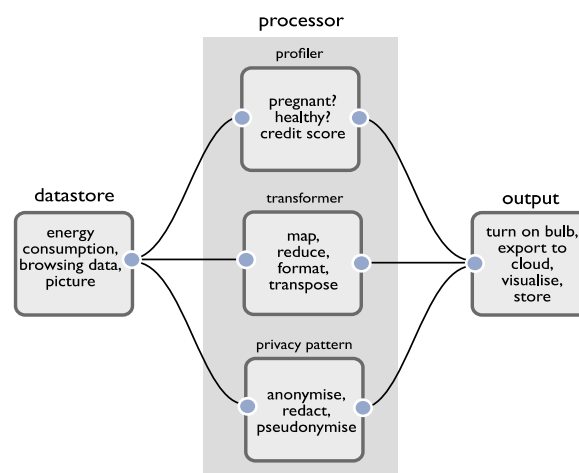 processor
profiler
pregnant?
healthy?
credit score
datastore
energy
consumption,
browsing data,
picture
transformer
map,
reduce,
format,
transpose
output
turn on bulb,
export to
cloud,
visualise,
store
privacy pattern
anonymise,
redact,
pseudonymise